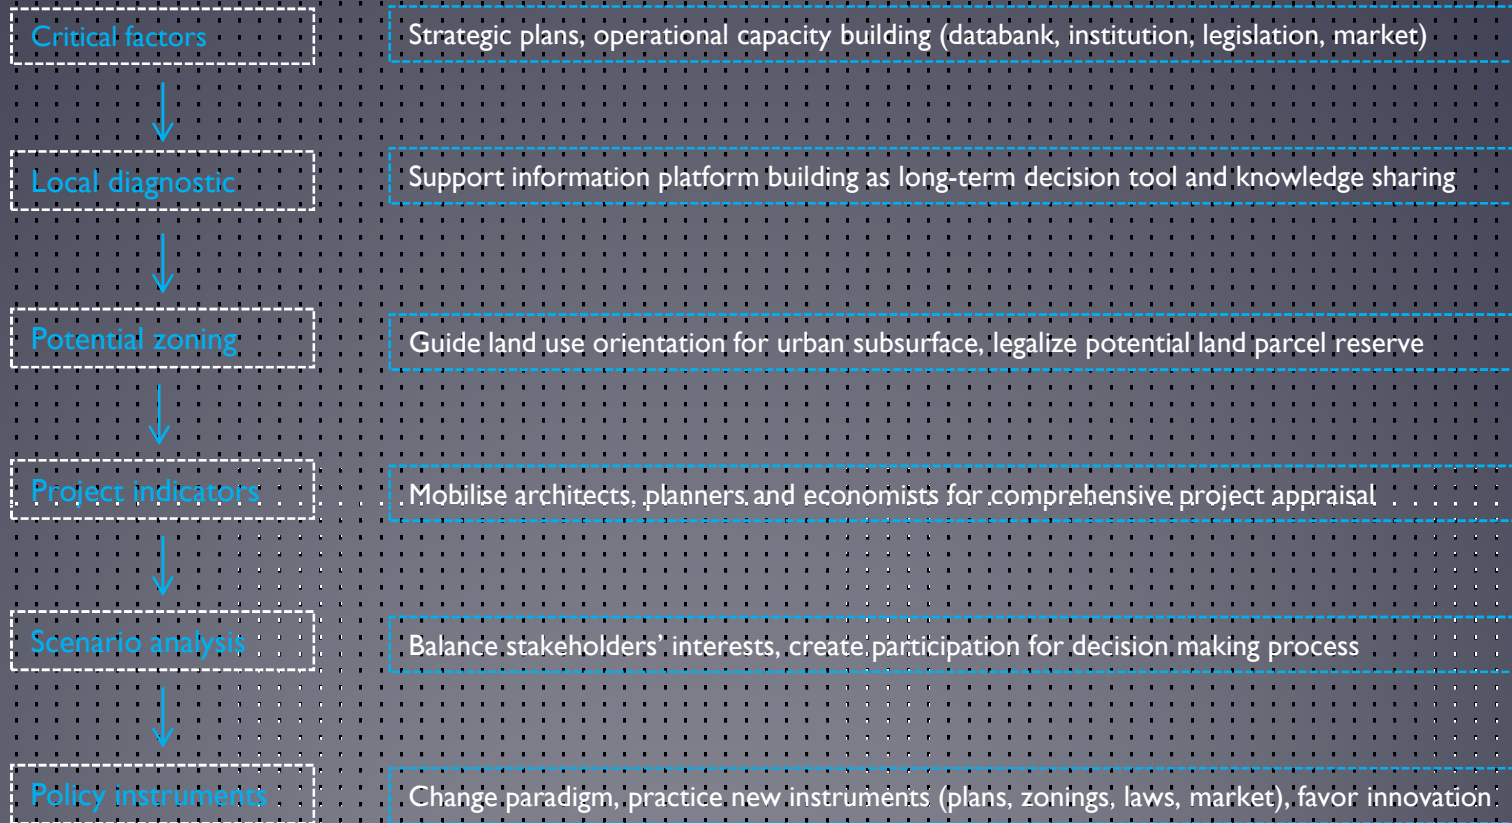 Critical factors
Strategic plans, operational capacity building (databank, institution, legislation, market)
Local diagnostic
Support information platform building as long-term decision tool and knowledge sharing
Potential zoning
Guide land use orientation for urban subsurface, legalize potential land parcel reserve
Project indicators
Mobilise architects, planners and economists for comprehensive project appraisal
Scenario analysis
Balance stakeholders’ interests, create participation for decision making process
Policy instruments
Change paradigm, practice new instruments (plans, zonings, laws, market), favor innovation